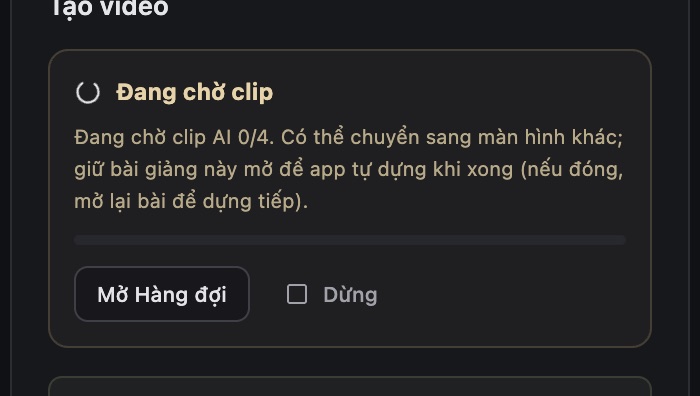 Tạo video
Đang chờ clip
Đang chờ clip AI 0/4. Có thể chuyển sang màn hình khác;
giữ bài giảng này mở để app tự dựng khi xong (nếu đóng,
mở lại bài để dựng tiếp).
Mở Hàng đợi
Dừng